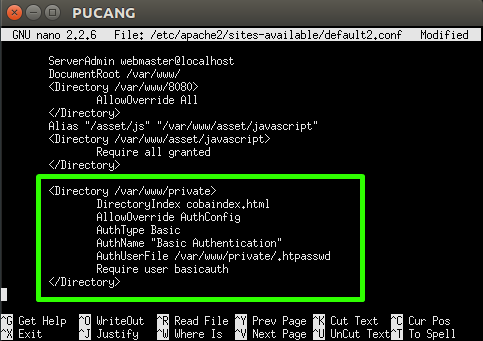 PUCANG
GNU nano 2.2.6 File: /etc/apache2/sites-available/default2.conf Modified
ServerAdmin webmaster@localhost
DocumentRoot /var/www/
<Directory /var/www/8080>
AllowOverride All
</Directory>
Alias "/asset/js" "/var/www/asset/javascript"
<Directory /var/www/asset/javascript>
Require all granted
</Directory>
<Directory /var/www/private>
DirectoryIndex cobaindex.html
AllowOverride AuthConfig
AuthType Basic
AuthName "Basic Authentication"
AuthUserFile /var/www/private/.htpasswd
Require user basicauth
</Directory>
^G Get Help ^O WriteOut ^R Read File ^Y Prev Page ^K Cut Text ^C Cur Pos
^X Exit ^J Justify ^W Where Is ^V Next Page ^U UnCut Text ^T To Spell